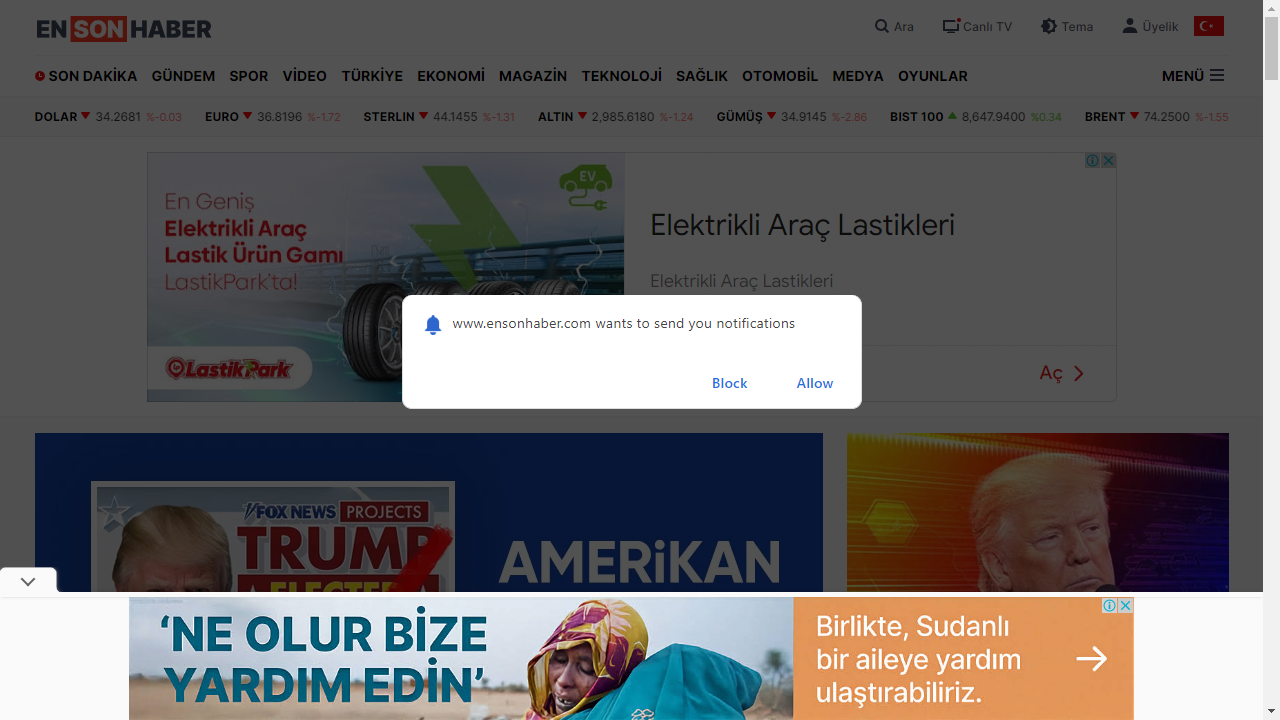 EN SON HABER
Ara
Canlı TV
Tema
Üyelik
SON DAKİKA GÜNDEM SPOR VİDEO TÜRKİYE EKONOMİ MAGAZİN TEKNOLOJİ SAĞLIK OTOMOBİL MEDYA OYUNLAR MENÜ
DOLAR 34.2681 %-0.03 EURO 36.8196 %-1.72 STERLIN 44.1455 %-1.31 ALTIN 2,985.6180 %-1.24 GÜMÜŞ 34.9145 %-2.86 BIST 100 8,647.9400 %0.34 BRENT 74.2500 %-1.55
EV
En Geniş
Elektrikli Araç
Lastik Ürün Gamı
LastikPark'ta!
LastikPark
Elektrikli Araç Lastikleri
Elektrikli Araç Lastikleri
Aç
www.ensonhaber.com wants to send you notifications
Block Allow
FOX NEWS PROJECTS
TRUMP
ELECTED
AMERİKAN
‘NE OLUR BİZE
YARDIM EDİN’
Birlikte, Sudanlı
bir aileye yardım
ulaştırabiliriz.